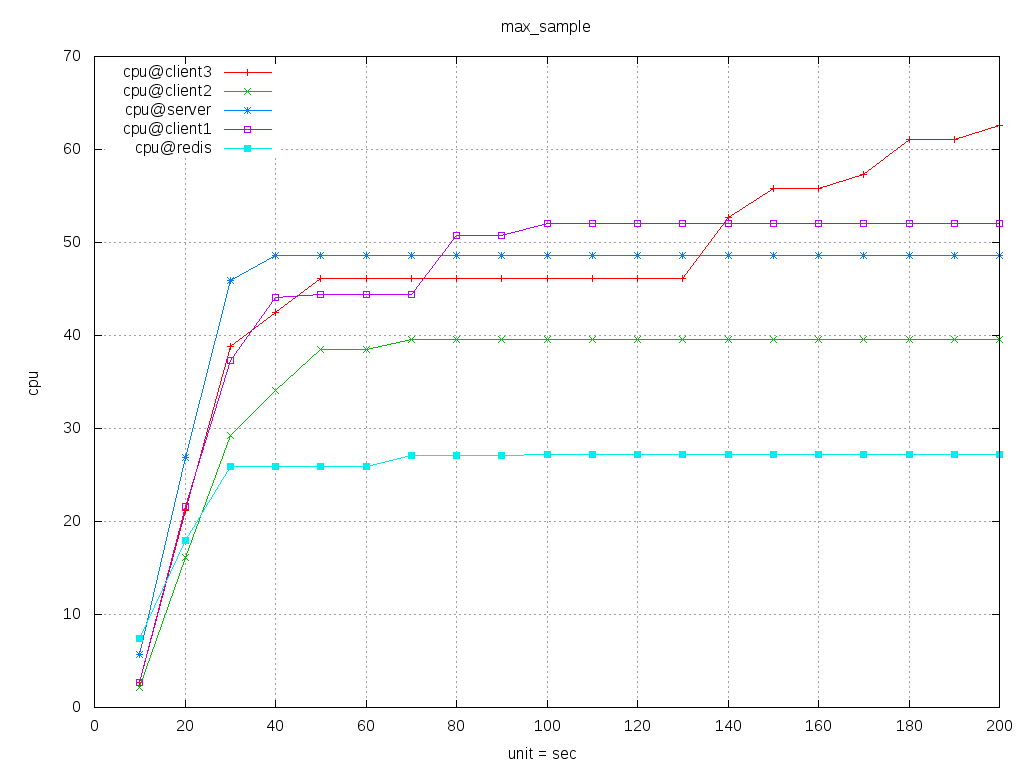 max_sample
70
60
50
40
30
20
10
0
cpu@client3
cpu@client2
cpu@server
cpu@client1
cpu@redis
cpu
0 20 40 60 80 100 120 140 160 180 200
unit = sec